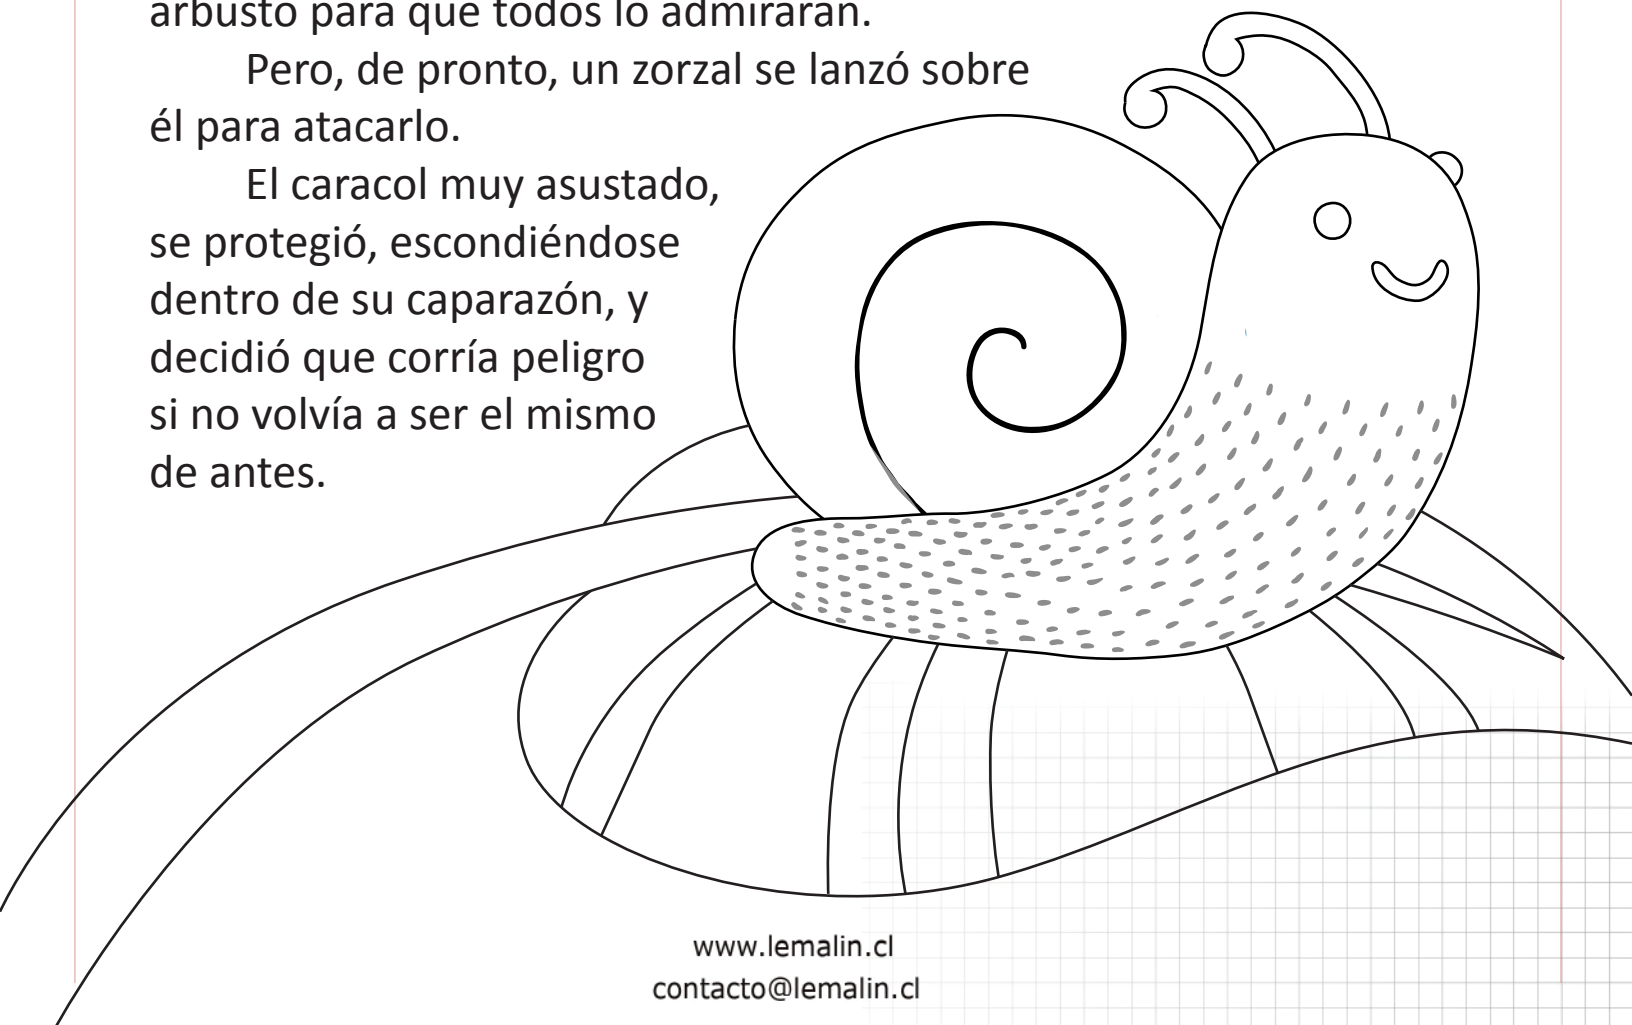 arbusto para que todos lo admiraran.
Pero, de pronto, un zorzal se lanzó sobre
él para atacarlo.
El caracol muy asustado,
se protegió, escondiéndose
dentro de su caparazón, y
decidió que corría peligro
si no volvía a ser el mismo
de antes.
www.lemalin.cl
contacto@lemalin.cl